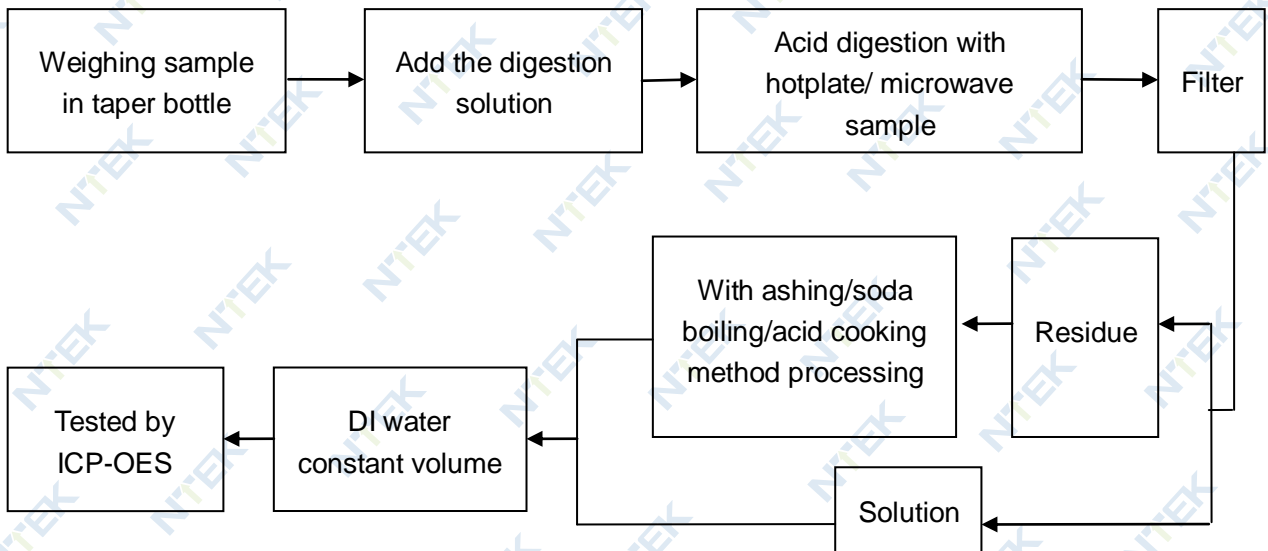 Weighing sample
in taper bottle
Add the digestion
solution
Acid digestion with
hotplate/ microwave
sample
Filter
With ashing/soda
boiling/acid cooking
method processing
Residue
Tested by
ICP-OES
DI water
constant volume
Solution
NTEK